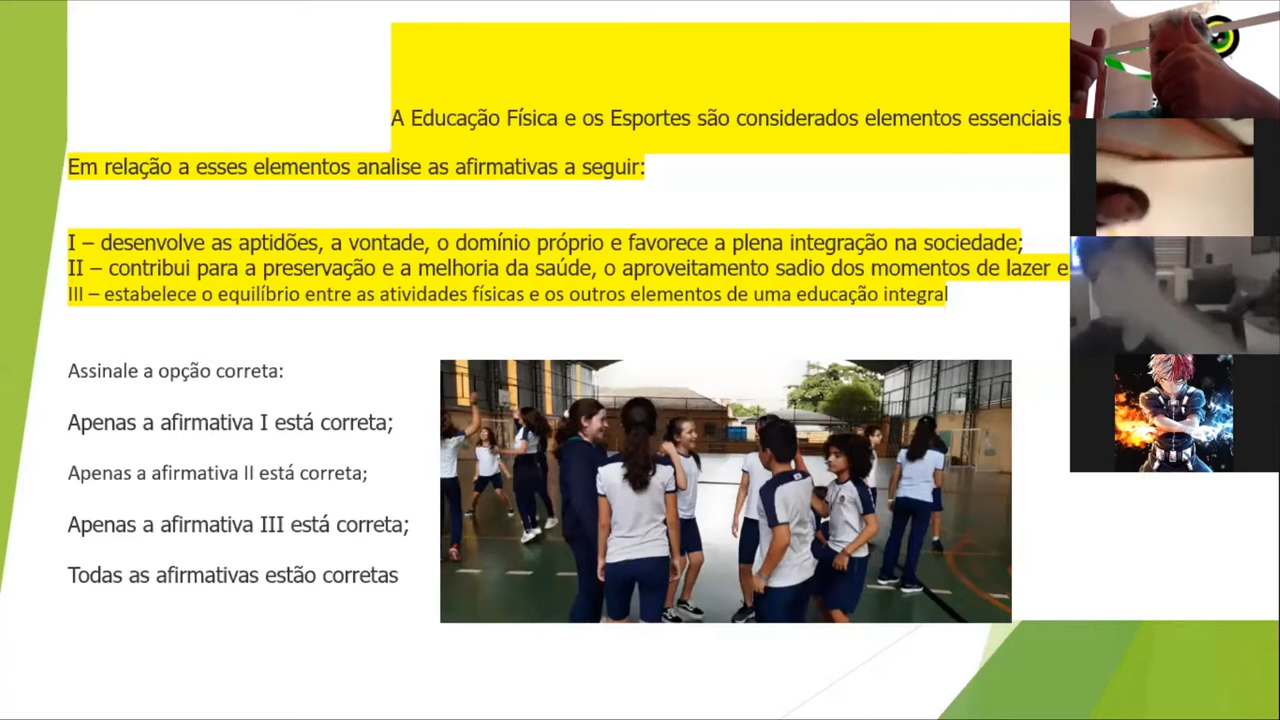 A Educação Física e os Esportes são considerados elementos essenciais
Em relação a esses elementos analise as afirmativas a seguir:
I – desenvolve as aptidões, a vontade, o domínio próprio e favorece a plena integração na sociedade;
II – contribui para a preservação e a melhoria da saúde, o aproveitamento sadio dos momentos de lazer e
III – estabelece o equilíbrio entre as atividades físicas e os outros elementos de uma educação integral
Assinale a opção correta:
Apenas a afirmativa I está correta;
Apenas a afirmativa II está correta;
Apenas a afirmativa III está correta;
Todas as afirmativas estão corretas